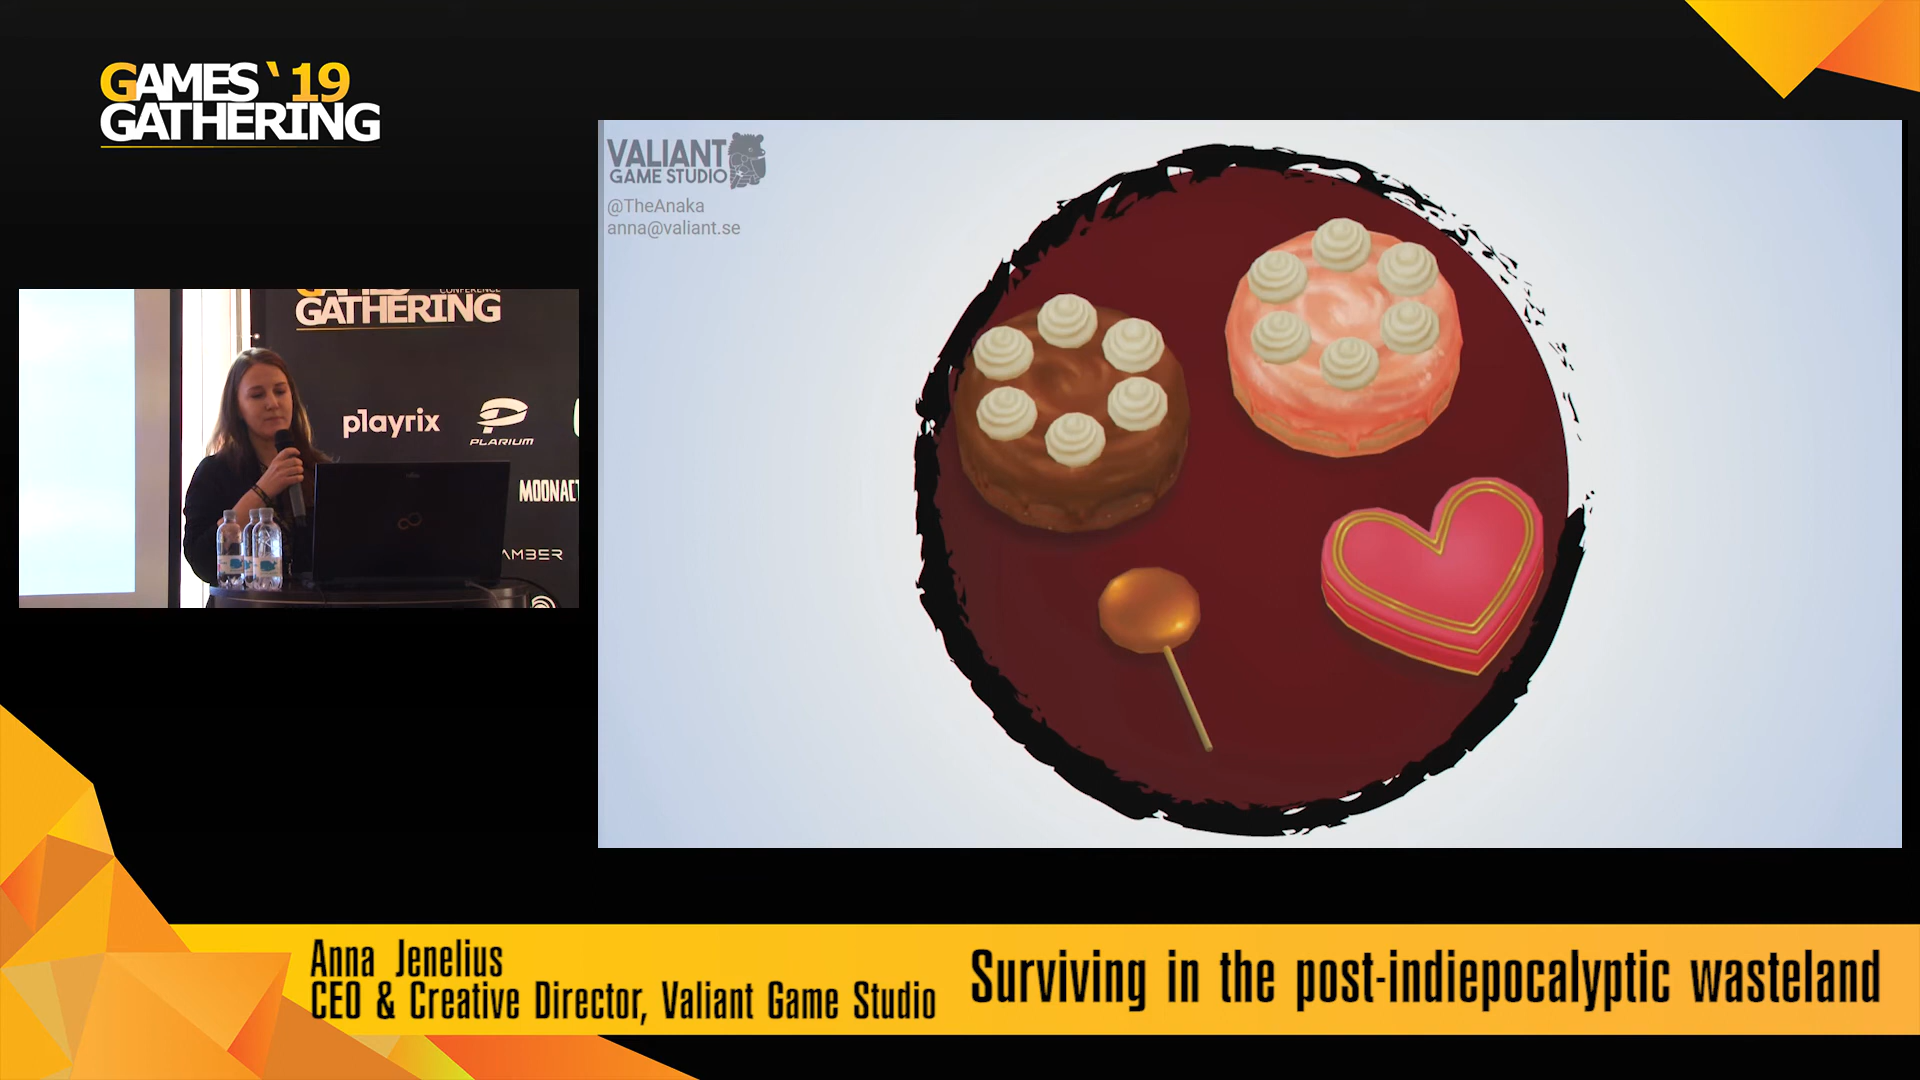 GAMES '19
GATHERING
VALIANT
GAME STUDIO
@TheAnaka
anna@valiant.se
CONFERENCE
GATHERING
playrix
PLARIUM
MOONACT
AMBER
Anna Jenelius
CEO & Creative Director, Valiant Game Studio
Surviving in the post-indiepocalyptic wasteland